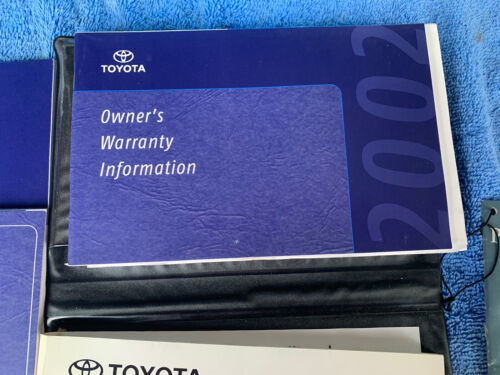 TOYOTA
2002
Owner's
Warranty
Information
TOYOTA